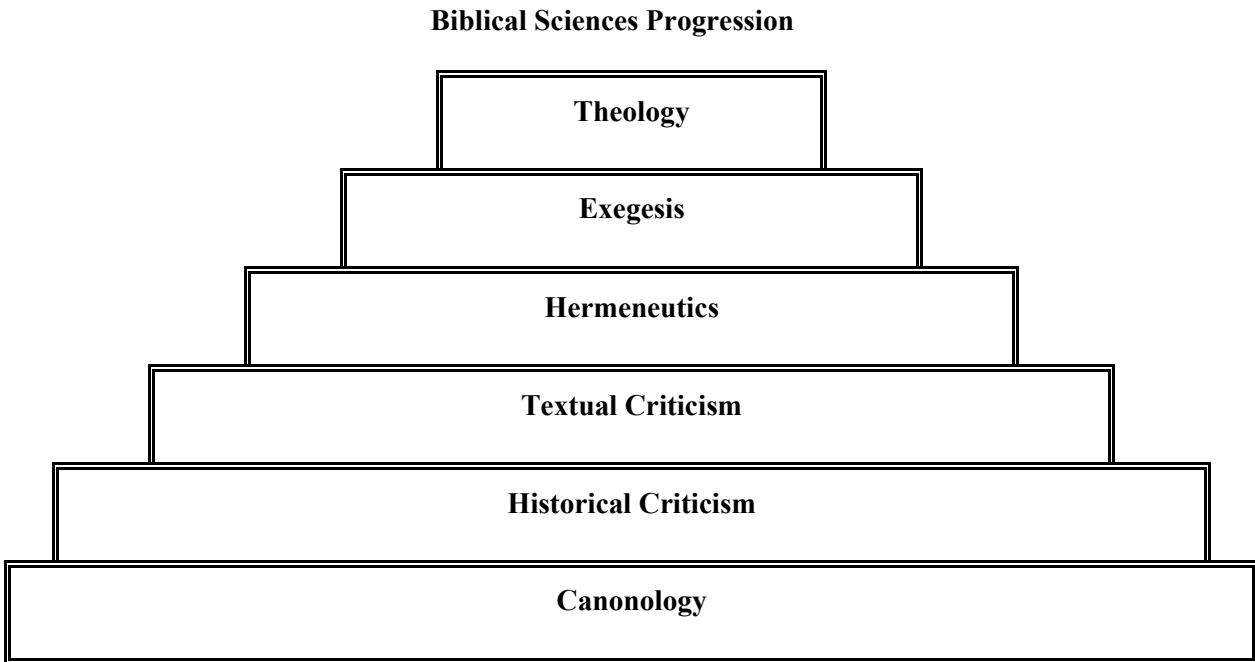 Biblical Sciences Progression
Theology
Exegesis
Hermeneutics
Textual Criticism
Historical Criticism
Canonology